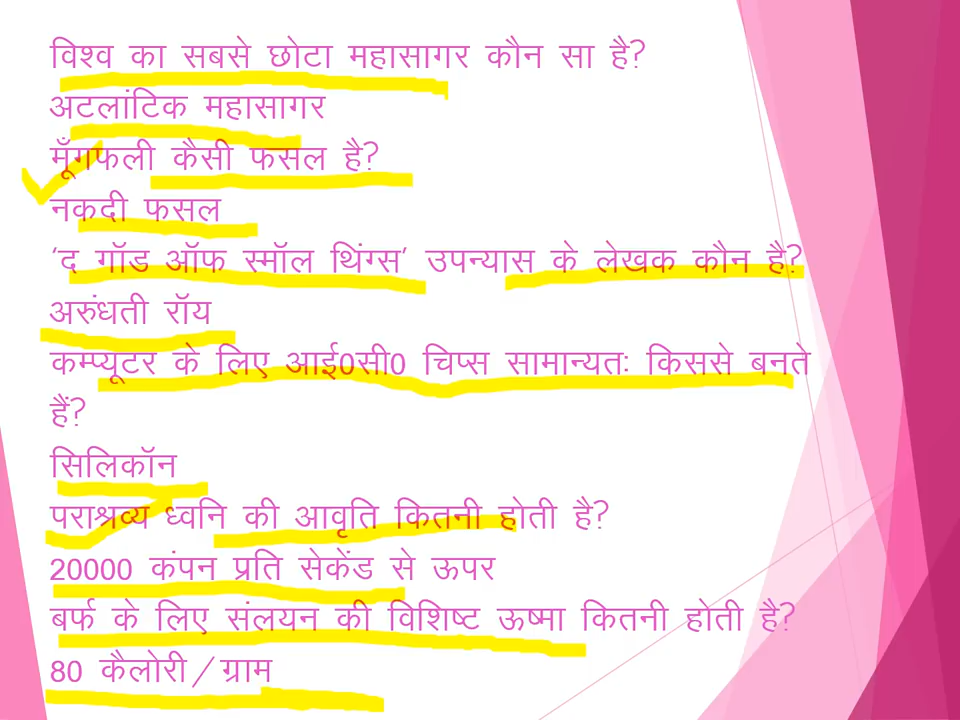 विश्व का सबसे छोटा महासागर कौन सा है?
अटलांटिक महासागर
मूँगफली कैसी फसल है?
नकदी फसल
‘द गॉड ऑफ स्मॉल थिंग्स’ उपन्यास के लेखक कौन है?
अरुंधती रॉय
कम्प्यूटर के लिए आई0सी0 चिप्स सामान्यतः किससे बनते
हैं?
सिलिकॉन
पराश्रव्य ध्वनि की आवृति कितनी होती है?
20000 कंपन प्रति सेकेंड से ऊपर
बर्फ के लिए संलयन की विशिष्ट ऊष्मा कितनी होती है?
80 कैलोरी/ग्राम